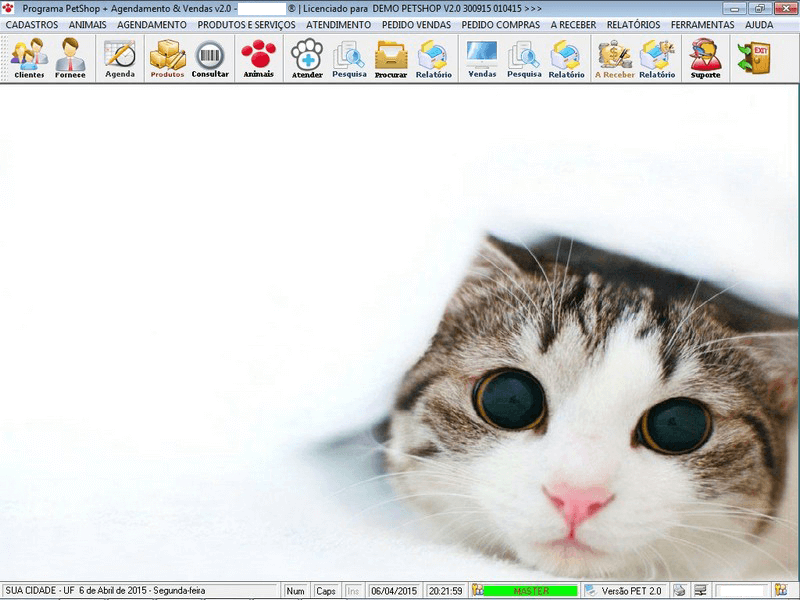 Programa PetShop + Agendamento & Vendas v2.0 - ® | Licenciado para DEMO PETSHOP V2.0 300915 010415 >>>
CADASTROS ANIMAIS AGENDAMENTO PRODUTOS E SERVIÇOS ATENDIMENTO PEDIDO VENDAS PEDIDO COMPRAS A RECEBER RELATÓRIOS FERRAMENTAS AJUDA
EXIT
Clientes Fornece Agenda Produtos Consultar Animais Atender Pesquisa Procurar Relatório Vendas Pesquisa Relatório A Receber Relatório Suporte
SUA CIDADE - UF 6 de Abril de 2015 - Segunda-feira Num Caps Ins 06/04/2015 20:21:59 MASTER Versão PET 2.0